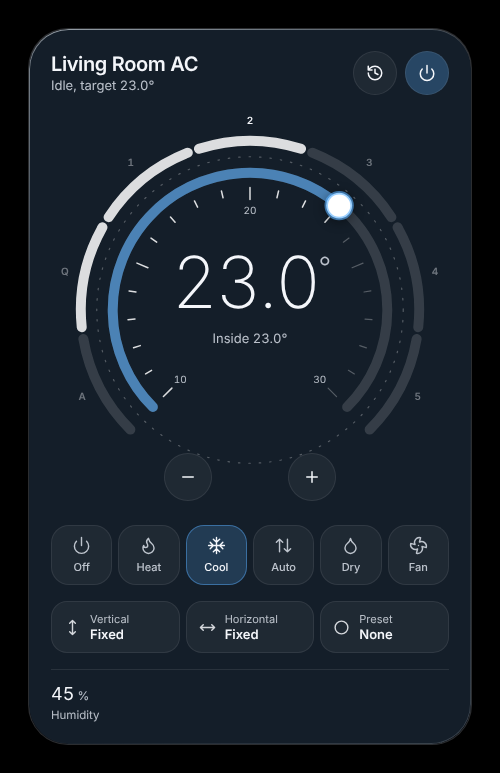 Living Room AC
Idle, target 23.0°
2
1
3
20
Q
4
23.0°
Inside 23.0°
10
30
A
5
Off
Heat
Cool
Auto
Dry
Fan
Vertical
Fixed
Horizontal
Fixed
Preset
None
45 %
Humidity